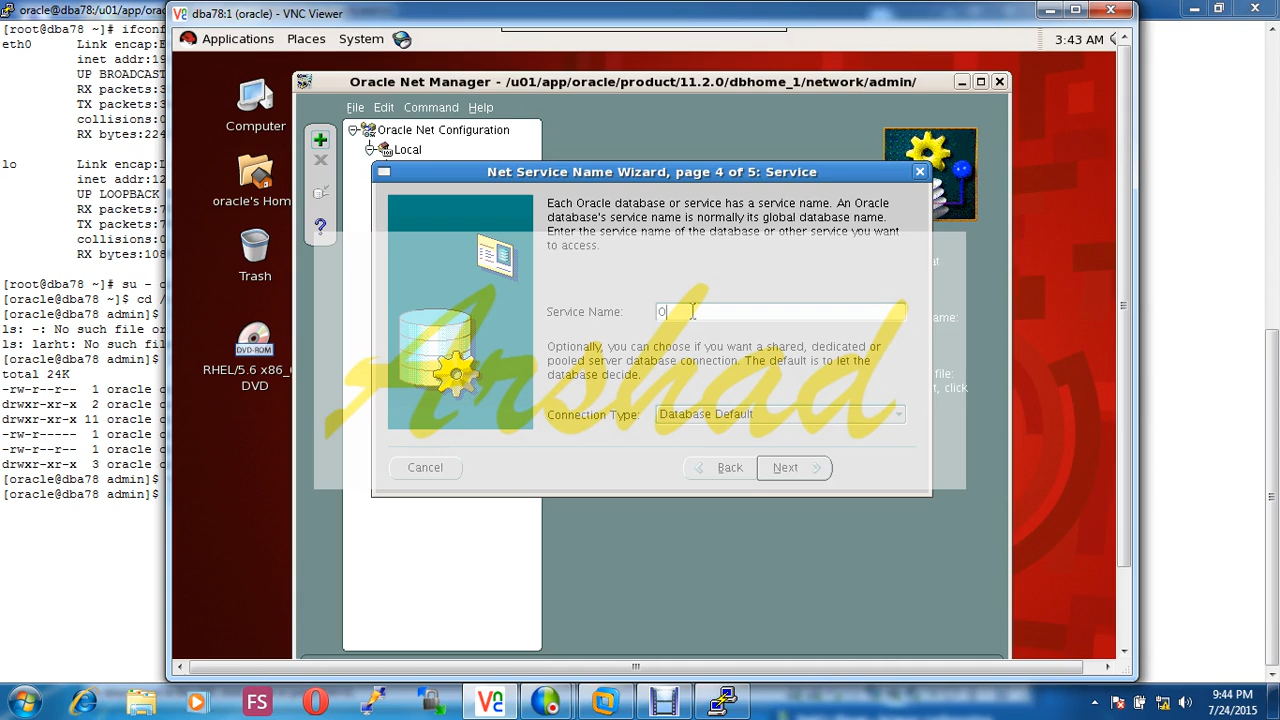 oracle@dba78:/u01/app/oracle
dba78:1 (oracle) - VNC Viewer
[root@dba78 ~]# ifconf
eth0 Link encap:E
inet addr:19
UP BROADCAST
RX packets:3
TX packets:3
collisions:0
RX bytes:224
lo Link encap:L
inet addr:12
UP LOOPBACK
RX packets:7
TX packets:7
collisions:0
RX bytes:108
[root@dba78 ~]# su - o
[oracle@dba78 ~]$ cd /
[oracle@dba78 admin]$
ls: -: No such file or
ls: larht: No such fil
[oracle@dba78 admin]$
total 24K
-rw-r--r-- 1 oracle o
drwxr-xr-x 2 oracle o
drwxr-xr-x 11 oracle o
-rw-r----- 1 oracle o
-rw-r--r-- 1 oracle o
drwxr-xr-x 3 oracle o
[oracle@dba78 admin]$
[oracle@dba78 admin]$
Applications Places System
3:43 AM
Computer
oracle's Hom
Trash
RHEL/5.6 x86_6
DVD
DVD-ROM
Oracle Net Manager - /u01/app/oracle/product/11.2.0/dbhome_1/network/admin/
File Edit Command Help
Oracle Net Configuration
Local
Net Service Name Wizard, page 4 of 5: Service
Each Oracle database or service has a service name. An Oracle
database's service name is normally its global database name.
Enter the service name of the database or other service you want
to access.
Service Name: O
Optionally, you can choose if you want a shared, dedicated or
pooled server database connection. The default is to let the
database decide.
Connection Type: Database Default
Cancel Back Next
at
name:
file:
t, click
Arshad
FS
9:44 PM
7/24/2015